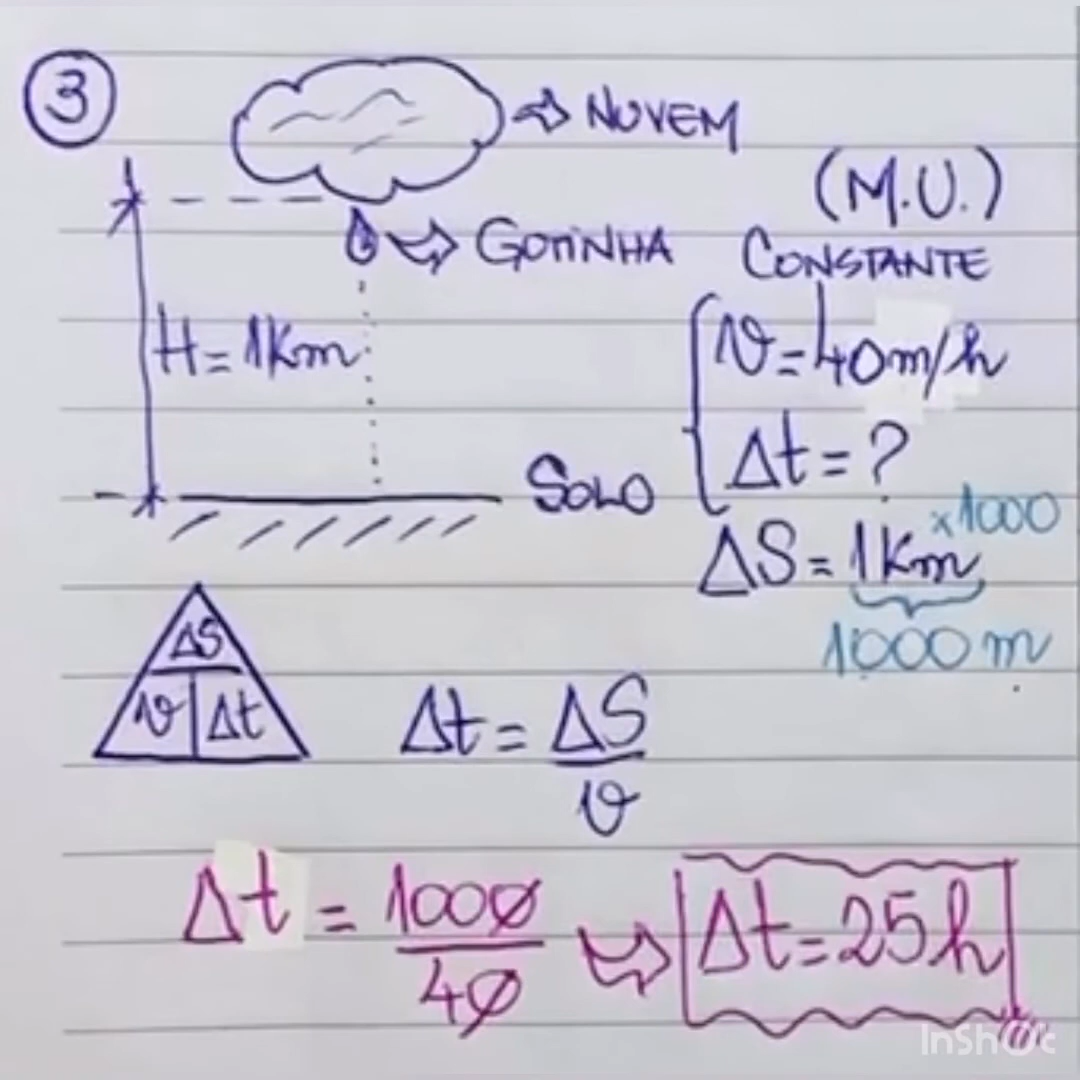 3
NUVEM
(M.U.)
GOTINHA
CONSTANTE
H = 1Km
v = 40m/h
Δt = ?
SOLO
x1000
ΔS = 1Km
1000 m
ΔS
v | Δt
Δt = ΔS/v
Δt = 1000/40
Δt = 25h
InShOt